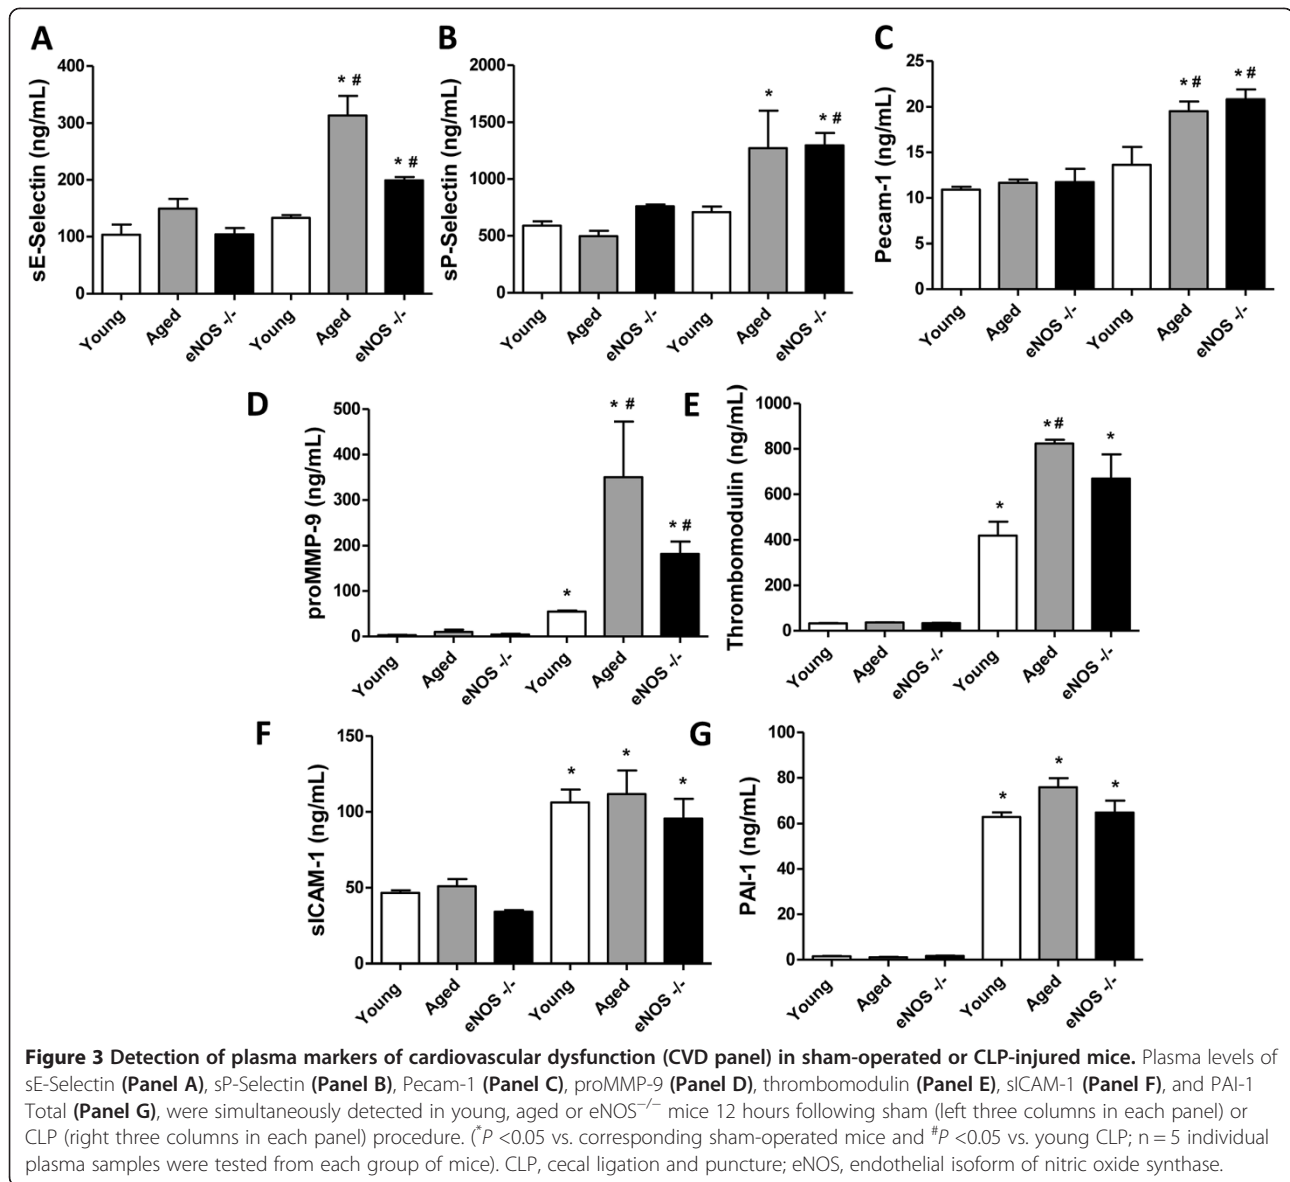 A
sE-Selectin (ng/mL)
400
300
200
100
0
* #
* #
Young
Aged
eNOS -/-
Young
Aged
eNOS -/-
B
sP-Selectin (ng/mL)
2000
1500
1000
500
0
*
* #
Young
Aged
eNOS -/-
Young
Aged
eNOS -/-
C
Pecam-1 (ng/mL)
25
20
15
10
5
0
* #
* #
Young
Aged
eNOS -/-
Young
Aged
eNOS -/-
D
proMMP-9 (ng/mL)
500
400
300
200
100
0
*
* #
* #
Young
Aged
eNOS -/-
Young
Aged
eNOS -/-
E
Thrombomodulin (ng/mL)
1000
800
600
400
200
0
*
* #
*
Young
Aged
eNOS -/-
Young
Aged
eNOS -/-
F
sICAM-1 (ng/mL)
150
100
50
0
*
*
*
Young
Aged
eNOS -/-
Young
Aged
eNOS -/-
G
PAI-1 (ng/mL)
100
80
60
40
20
0
*
*
*
Young
Aged
eNOS -/-
Young
Aged
eNOS -/-
Figure 3 Detection of plasma markers of cardiovascular dysfunction (CVD panel) in sham-operated or CLP-injured mice. Plasma levels of
sE-Selectin (Panel A), sP-Selectin (Panel B), Pecam-1 (Panel C), proMMP-9 (Panel D), thrombomodulin (Panel E), sICAM-1 (Panel F), and PAI-1
Total (Panel G), were simultaneously detected in young, aged or eNOS−/− mice 12 hours following sham (left three columns in each panel) or
CLP (right three columns in each panel) procedure. (*P <0.05 vs. corresponding sham-operated mice and #P <0.05 vs. young CLP; n = 5 individual
plasma samples were tested from each group of mice). CLP, cecal ligation and puncture; eNOS, endothelial isoform of nitric oxide synthase.